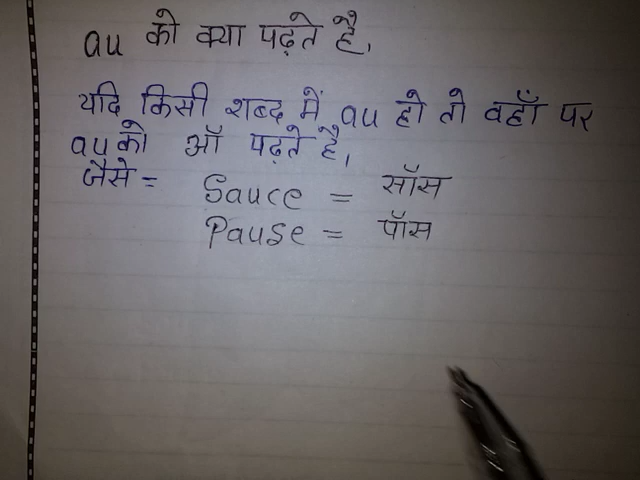 au को क्या पढ़ते है,
यदि किसी शब्द में au हो तो वहाँ पर
au को ऑ पढ़ते है,
जैसे = Sauce = सॉस
Pause = पॉस